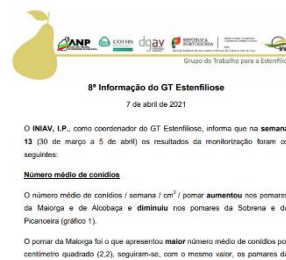 ANP COTHN dgav REPÚBLICA PORTUGUESA
Grupo de Trabalho para a Estenfilio
8ª Informação do GT Estenfiliose
7 de abril de 2021
O INIAV, I.P., como coordenador do GT Estenfiliose, informa que na semana
13 (30 de março a 5 de abril) os resultados da monitorização foram os
seguintes:
Número médio de conídios
O número médio de conídios / semana / cm² / pomar aumentou nos pomares
da Maiorga e de Alcobaça e diminuiu nos pomares da Sobrena e da
Picanceira (gráfico 1).
O pomar da Maiorga foi o que apresentou maior número médio de conídios po
centímetro quadrado (2,2), seguiram-se, com o mesmo valor, os pomares da